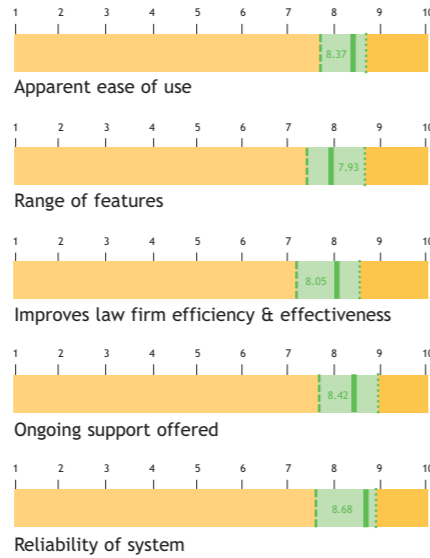 1 2 3 4 5 6 7 8 9 10
8.37
Apparent ease of use
1 2 3 4 5 6 7 8 9 10
7.93
Range of features
1 2 3 4 5 6 7 8 9 10
8.05
Improves law firm efficiency & effectiveness
1 2 3 4 5 6 7 8 9 10
8.42
Ongoing support offered
1 2 3 4 5 6 7 8 9 10
8.68
Reliability of system